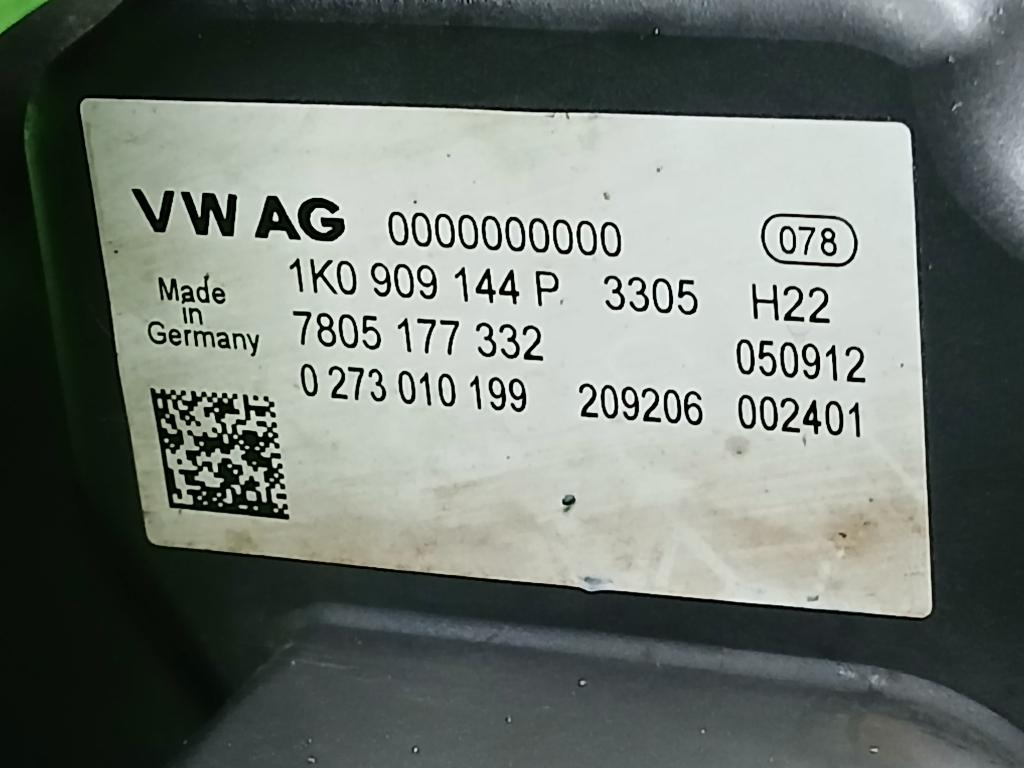 VW AG 0000000000 078
1K0 909 144 P 3305 H22
Made
in
Germany
7805 177 332 050912
0 273 010 199 209206 002401